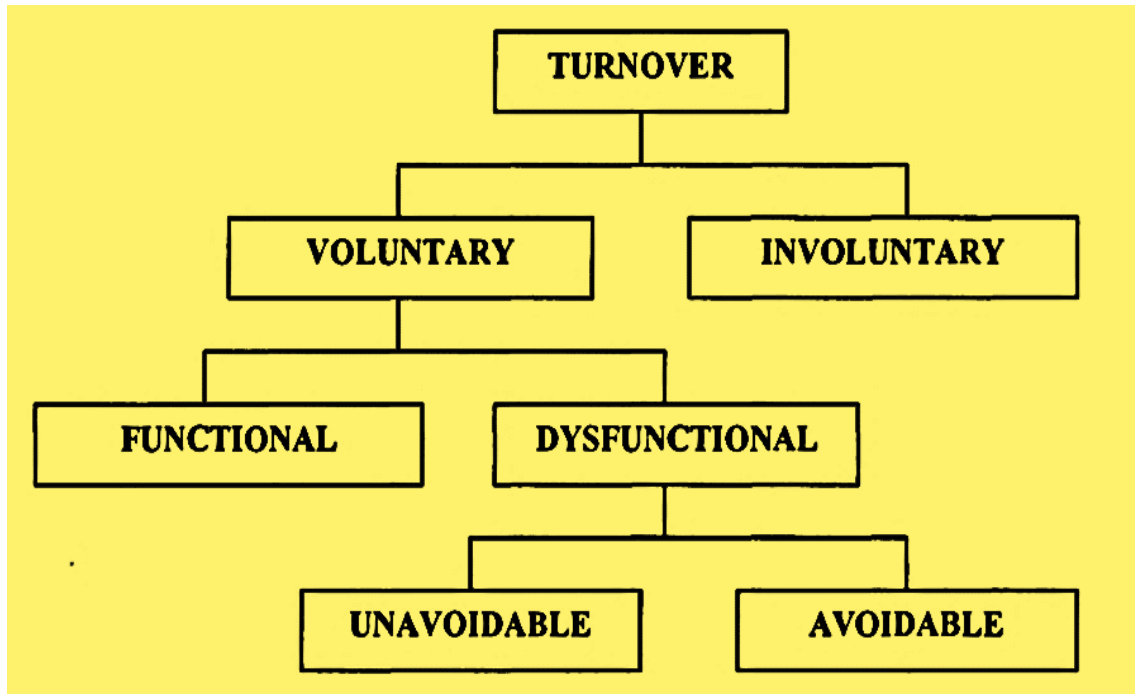 TURNOVER
VOLUNTARY
INVOLUNTARY
FUNCTIONAL
DYSFUNCTIONAL
UNAVOIDABLE
AVOIDABLE